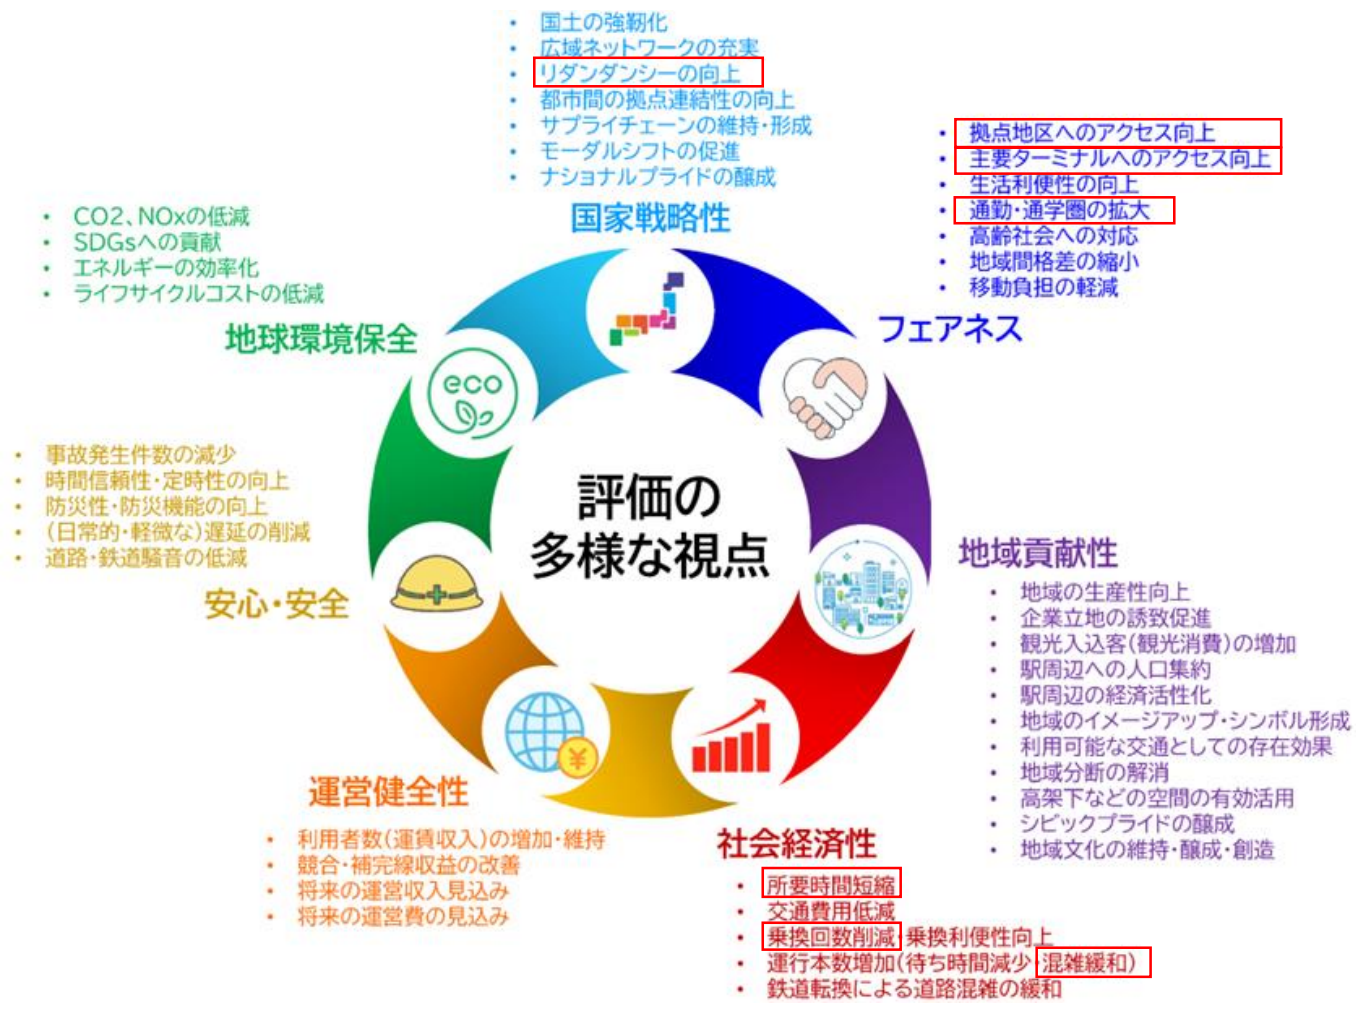 ・国土の強靭化
・広域ネットワークの充実
・リダンダンシーの向上
・都市間の拠点連結性の向上
・サプライチェーンの維持・形成
・モーダルシフトの促進
・ナショナルプライドの醸成
国家戦略性
・拠点地区へのアクセス向上
・主要ターミナルへのアクセス向上
・生活利便性の向上
・通勤・通学圏の拡大
・高齢社会への対応
・地域間格差の縮小
・移動負担の軽減
フェアネス
・CO2、NOxの低減
・SDGsへの貢献
・エネルギーの効率化
・ライフサイクルコストの低減
地球環境保全
eco
・事故発生件数の減少
・時間信頼性・定時性の向上
・防災性・防災機能の向上
・(日常的・軽微な)遅延の削減
・道路・鉄道騒音の低減
安心・安全
評価の
多様な視点
地域貢献性
・地域の生産性向上
・企業立地の誘致促進
・観光入込客(観光消費)の増加
・駅周辺への人口集約
・駅周辺の経済活性化
・地域のイメージアップ・シンボル形成
・利用可能な交通としての存在効果
・地域分断の解消
・高架下などの空間の有効活用
・シビックプライドの醸成
・地域文化の維持・醸成・創造
¥
運営健全性
・利用者数(運賃収入)の増加・維持
・競合・補完線収益の改善
・将来の運営収入見込み
・将来の運営費の見込み
社会経済性
・所要時間短縮
・交通費用低減
・乗換回数削減・乗換利便性向上
・運行本数増加(待ち時間減少・混雑緩和)
・鉄道転換による道路混雑の緩和